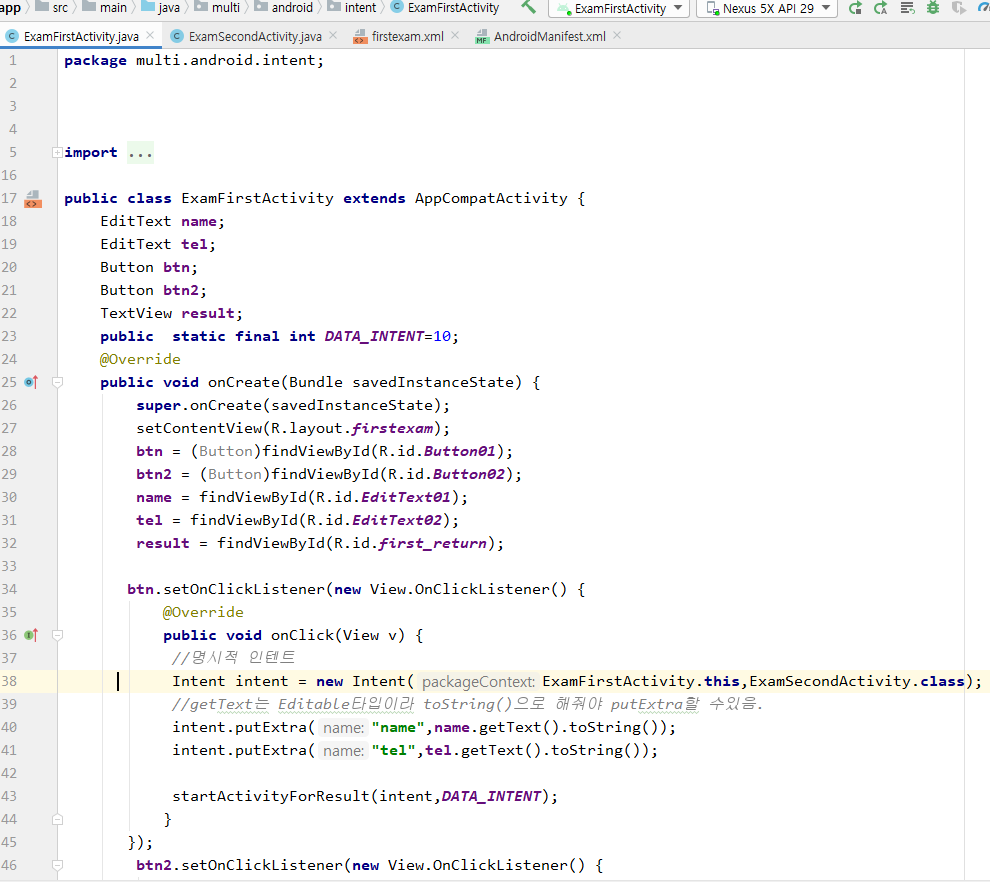 app src main java multi android intent ExamFirstActivity ExamFirstActivity Nexus 5X API 29
ExamFirstActivity.java ExamSecondActivity.java firstexam.xml AndroidManifest.xml
1 package multi.android.intent;
2
3
4
5 import ...
16
17 public class ExamFirstActivity extends AppCompatActivity {
18 EditText name;
19 EditText tel;
20 Button btn;
21 Button btn2;
22 TextView result;
23 public  static final int DATA_INTENT=10;
24 @Override
25 public void onCreate(Bundle savedInstanceState) {
26 super.onCreate(savedInstanceState);
27 setContentView(R.layout.firstexam);
28 btn = (Button)findViewById(R.id.Button01);
29 btn2 = (Button)findViewById(R.id.Button02);
30 name = findViewById(R.id.EditText01);
31 tel = findViewById(R.id.EditText02);
32 result = findViewById(R.id.first_return);
33
34 btn.setOnClickListener(new View.OnClickListener() {
35 @Override
36 public void onClick(View v) {
37 //명시적 인텐트
38 Intent intent = new Intent( packageContext: ExamFirstActivity.this,ExamSecondActivity.class);
39 //getText는 Editable타입이라 toString()으로 해줘야 putExtra할 수있음.
40 intent.putExtra( name: "name",name.getText().toString());
41 intent.putExtra( name: "tel",tel.getText().toString());
42
43 startActivityForResult(intent,DATA_INTENT);
44 }
45 });
46 btn2.setOnClickListener(new View.OnClickListener() {